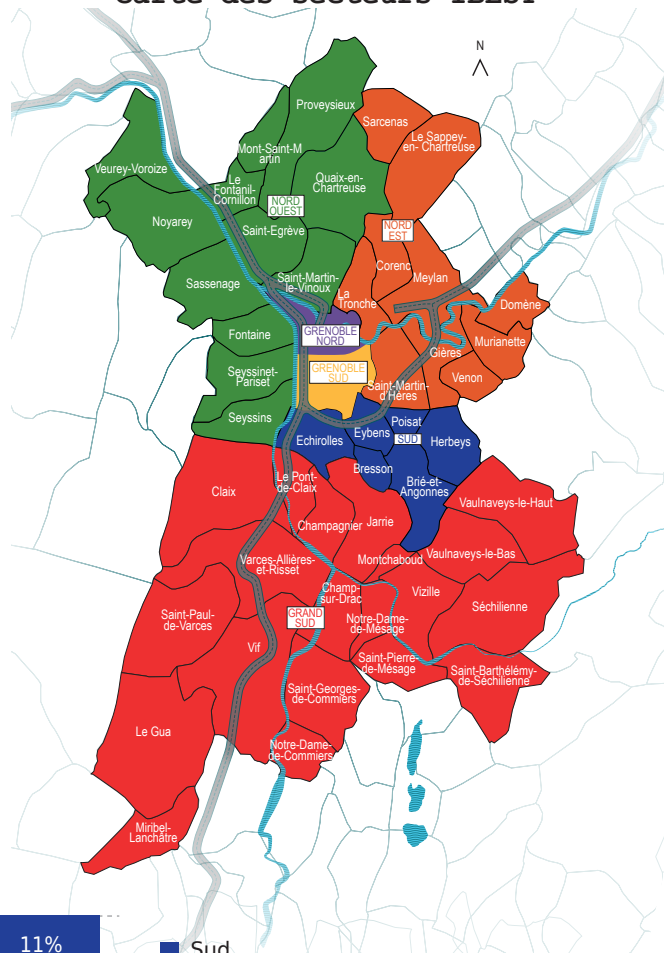 Carte des secteurs
N
Proveysieux
Sarcenas
Le Sappey-
en- Chartreuse
Mont-Saint-M
artin
Veurey-Voroize
Le
Fontanil-
Cornillon
Quaix-en-
Chartreuse
NORD
OUEST
Noyarey
Saint-Egrève
NORD
EST
Corenc
Meylan
Sassenage
Saint-Martin-
le-Vinoux
La
Tronche
Domène
Fontaine
GRENOBLE
NORD
Murianette
Gières
Seyssinet-
Pariset
GRENOBLE
SUD
Venon
Saint-Martin-
d'Hères
Seyssins
Poisat
Echirolles
Eybens
SUD
Herbeys
Bresson
Le Pont-
de-Claix
Brié-et-
Angonnes
Claix
Vaulnaveys-le-Haut
Champagnier
Jarrie
Varces-Allières-
et-Risset
Montchaboud
Vaulnaveys-le-Bas
Champ-
sur-Drac
Vizille
Séchilienne
Saint-Paul-
de-Varces
GRAND
SUD
Notre-Dame-
de-Mésage
Vif
Saint-Pierre-
de-Mésage
Saint-Barthélémy-
de-Séchilienne
Saint-Georges-
de-Commiers
Le Gua
Notre-Dame-
de-Commiers
Miribel-
Lanchâtre
11%
Sud